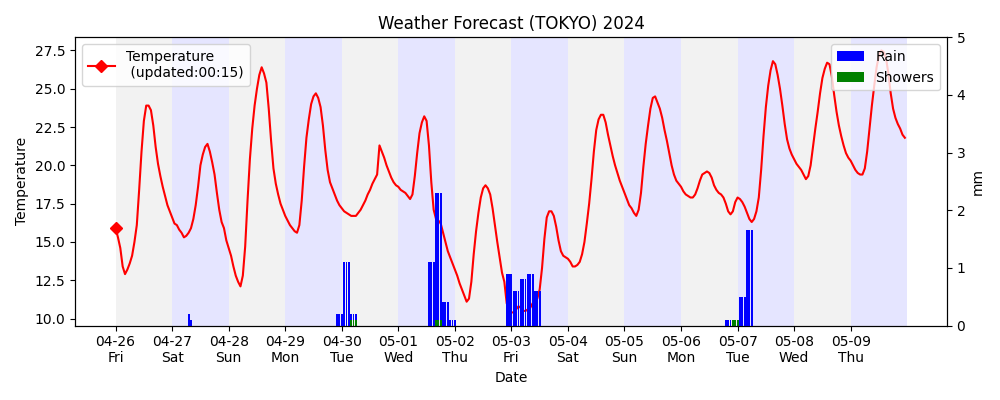 Weather Forecast (TOKYO) 2024
Temperature
(updated:00:15)
Rain
Showers
Temperature
27.5
25.0
22.5
20.0
17.5
15.0
12.5
10.0
5
4
3
2
1
0
mm
04-26 04-27 04-28 04-29 04-30 05-01 05-02 05-03 05-04 05-05 05-06 05-07 05-08 05-09
Fri Sat Sun Mon Tue Wed Thu Fri Sat Sun Mon Tue Wed Thu
Date